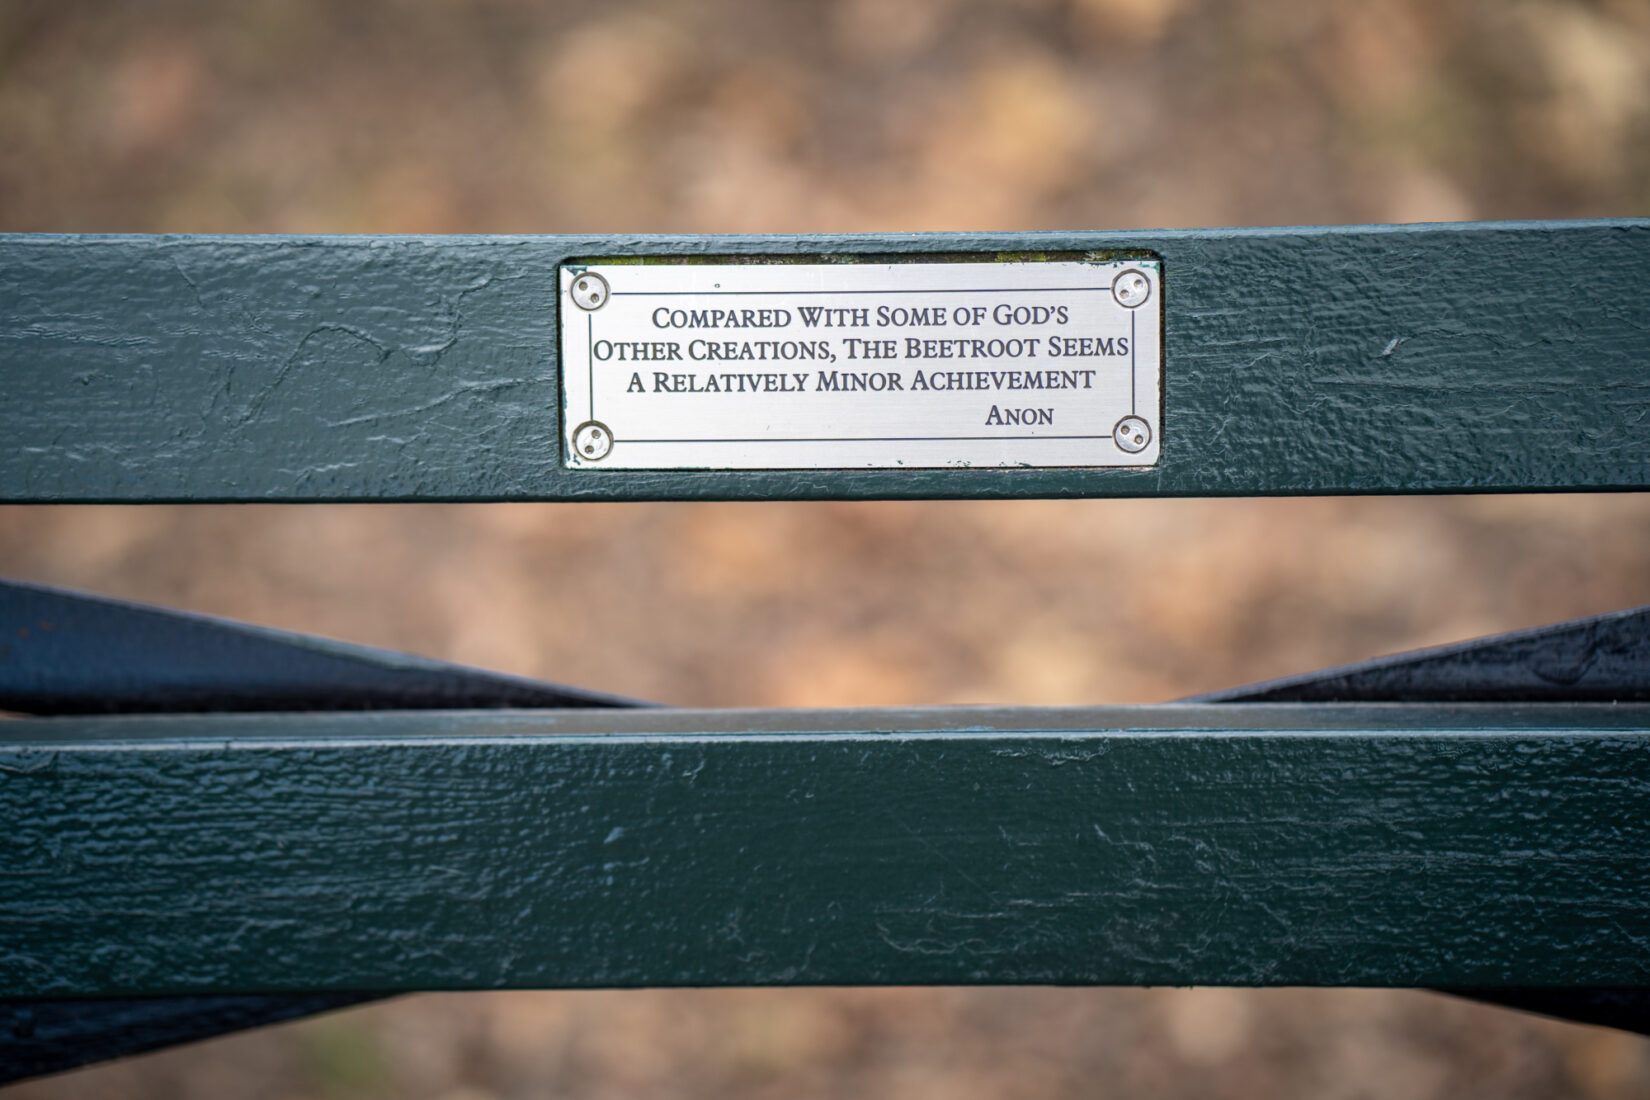 Compared With Some of God's
Other Creations, The Beetroot Seems
A Relatively Minor Achievement
Anon